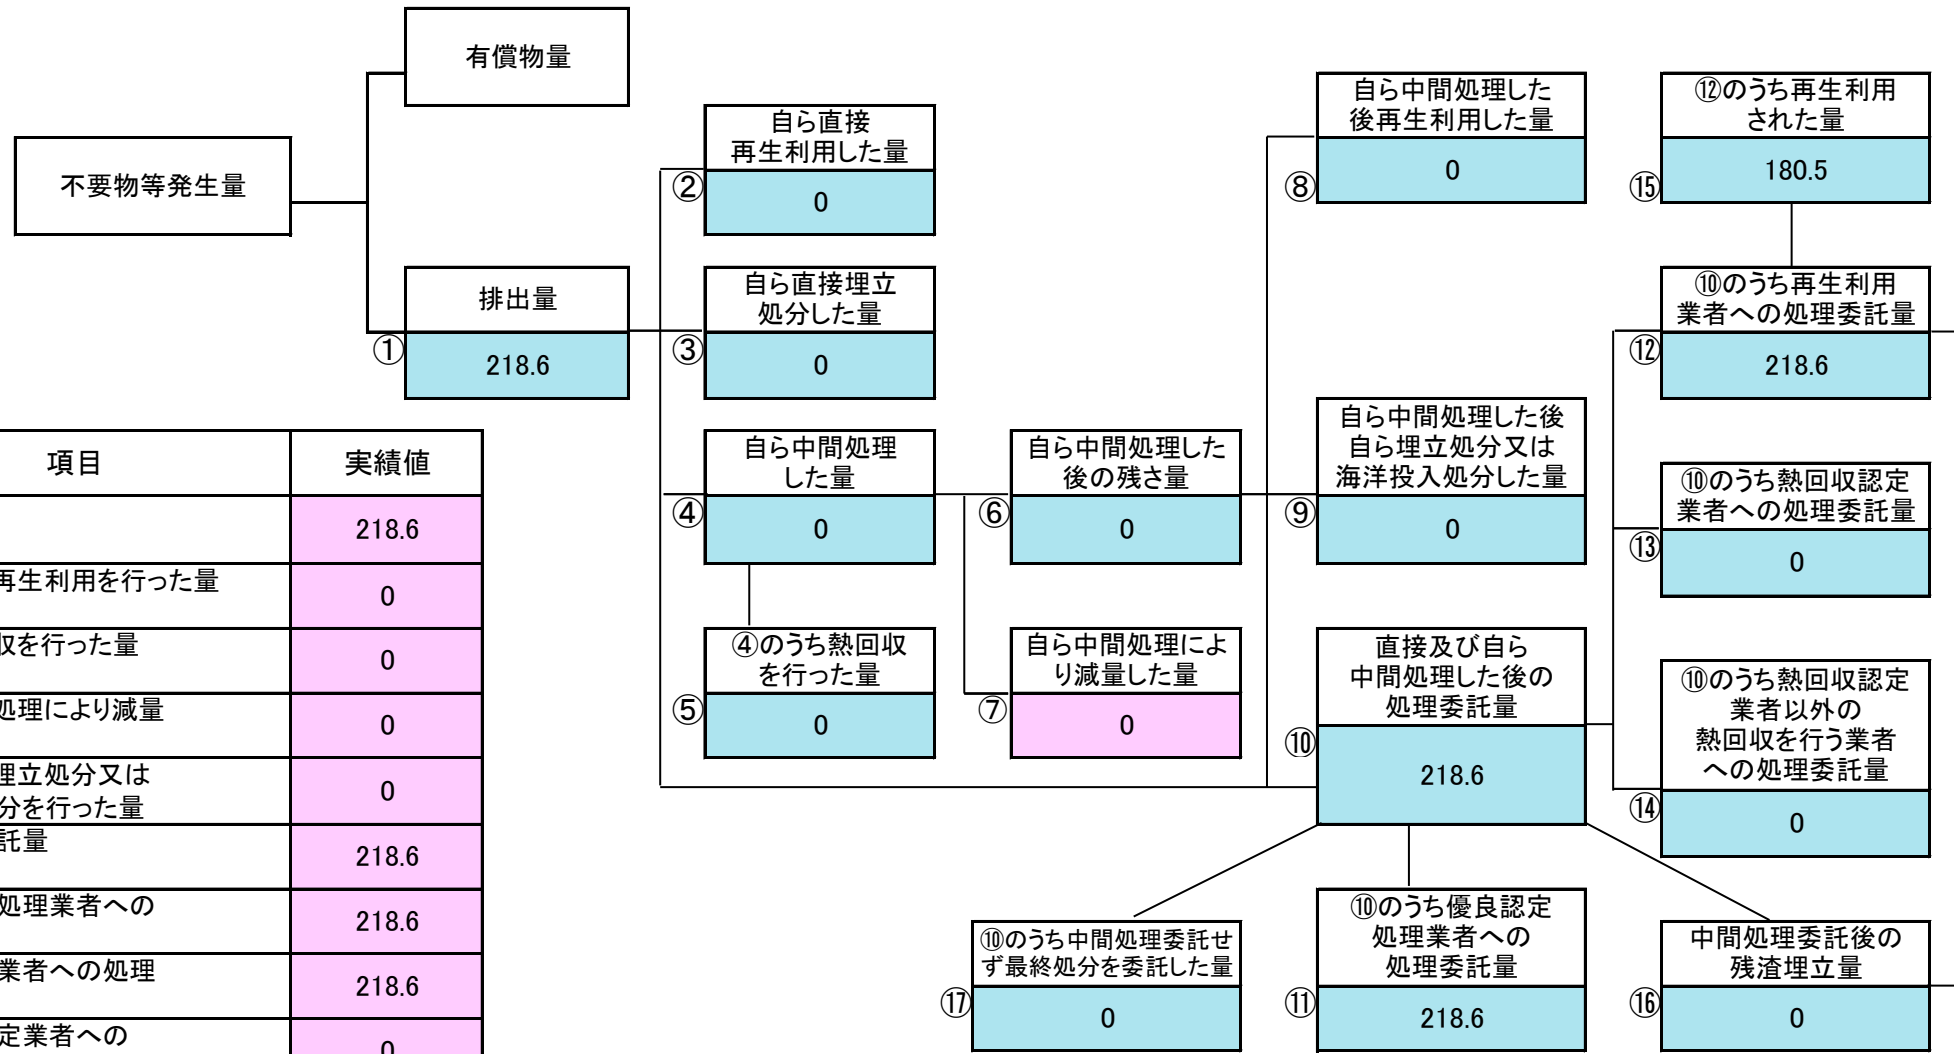 有償物量
不要物等発生量
排出量
①
218.6
自ら直接
再生利用した量
②
0
自ら直接埋立
処分した量
③
0
自ら中間処理
した量
④
0
④のうち熱回収
を行った量
⑤
0
自ら中間処理した
後の残さ量
⑥
0
自ら中間処理によ
り減量した量
⑦
0
自ら中間処理した
後再生利用した量
⑧
0
自ら中間処理した後
自ら埋立処分又は
海洋投入処分した量
⑨
0
直接及び自ら
中間処理した後の
処理委託量
⑩
218.6
⑩のうち優良認定
処理業者への
処理委託量
⑪
218.6
⑫のうち再生利用
された量
⑮
180.5
⑩のうち再生利用
業者への処理委託量
⑫
218.6
⑩のうち熱回収認定
業者への処理委託量
⑬
0
⑩のうち熱回収認定
業者以外の
熱回収を行う業者
への処理委託量
⑭
0
中間処理委託後の
残渣埋立量
⑯
0
⑩のうち中間処理委託せ
ず最終処分を委託した量
⑰
0
項目 実績値
218.6
再生利用を行った量
0
収を行った量
0
処理により減量
0
埋立処分又は
分を行った量
0
託量
218.6
処理業者への
218.6
業者への処理
218.6
定業者への
0